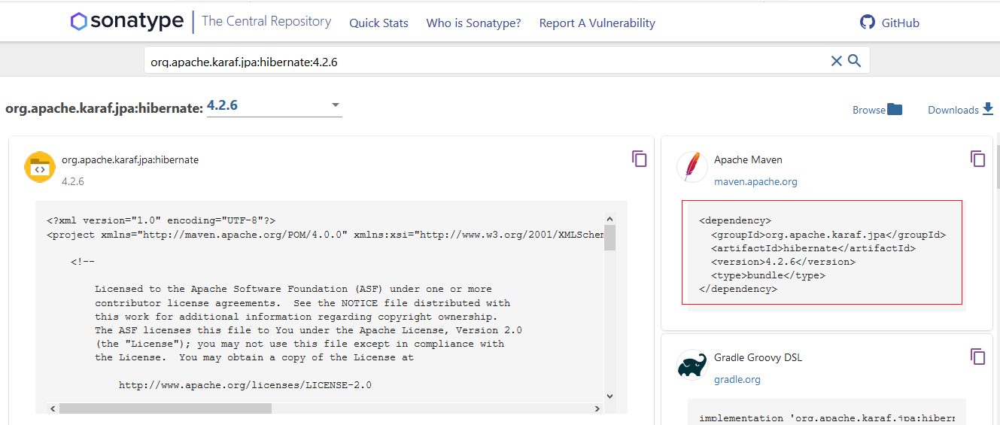 sonatype The Central Repository Quick Stats Who is Sonatype? Report A Vulnerability GitHub
org.apache.karaf.jpa:hibernate:4.2.6
org.apache.karaf.jpa:hibernate: 4.2.6
Browse Downloads
org.apache.karaf.jpa:hibernate
4.2.6
<?xml version="1.0" encoding="UTF-8"?>
<project xmlns="http://maven.apache.org/POM/4.0.0" xmlns:xsi="http://www.w3.org/2001/XMLSchem
<!--
Licensed to the Apache Software Foundation (ASF) under one or more
contributor license agreements.  See the NOTICE file distributed with
this work for additional information regarding copyright ownership.
The ASF licenses this file to You under the Apache License, Version 2.0
(the "License"); you may not use this file except in compliance with
the License.  You may obtain a copy of the License at
http://www.apache.org/licenses/LICENSE-2.0
Apache Maven
maven.apache.org
<dependency>
<groupId>org.apache.karaf.jpa</groupId>
<artifactId>hibernate</artifactId>
<version>4.2.6</version>
<type>bundle</type>
</dependency>
Gradle Groovy DSL
gradle.org
implementation 'org.apache.karaf.jpa:hibern